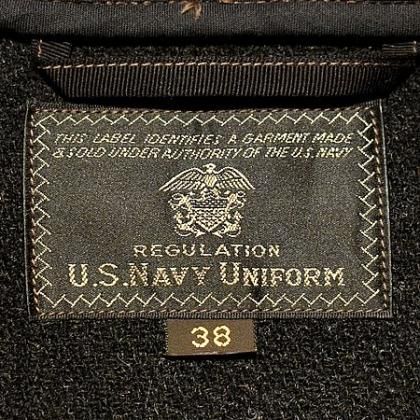 THIS LABEL IDENTIFIES A GARMENT MADE
& SOLD UNDER AUTHORITY OF THE U.S. NAVY
REGULATION
U.S. NAVY UNIFORM
38